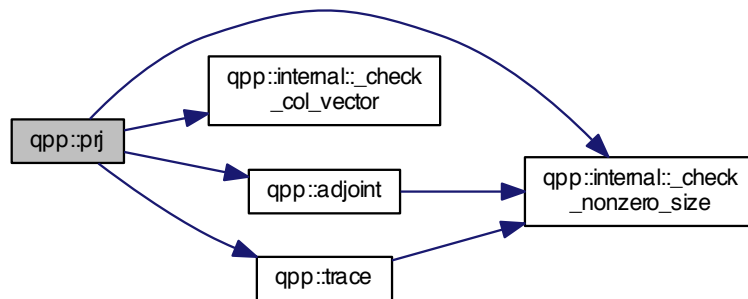 qpp::prj
qpp::internal::_check
_col_vector
qpp::adjoint
qpp::trace
qpp::internal::_check
_nonzero_size